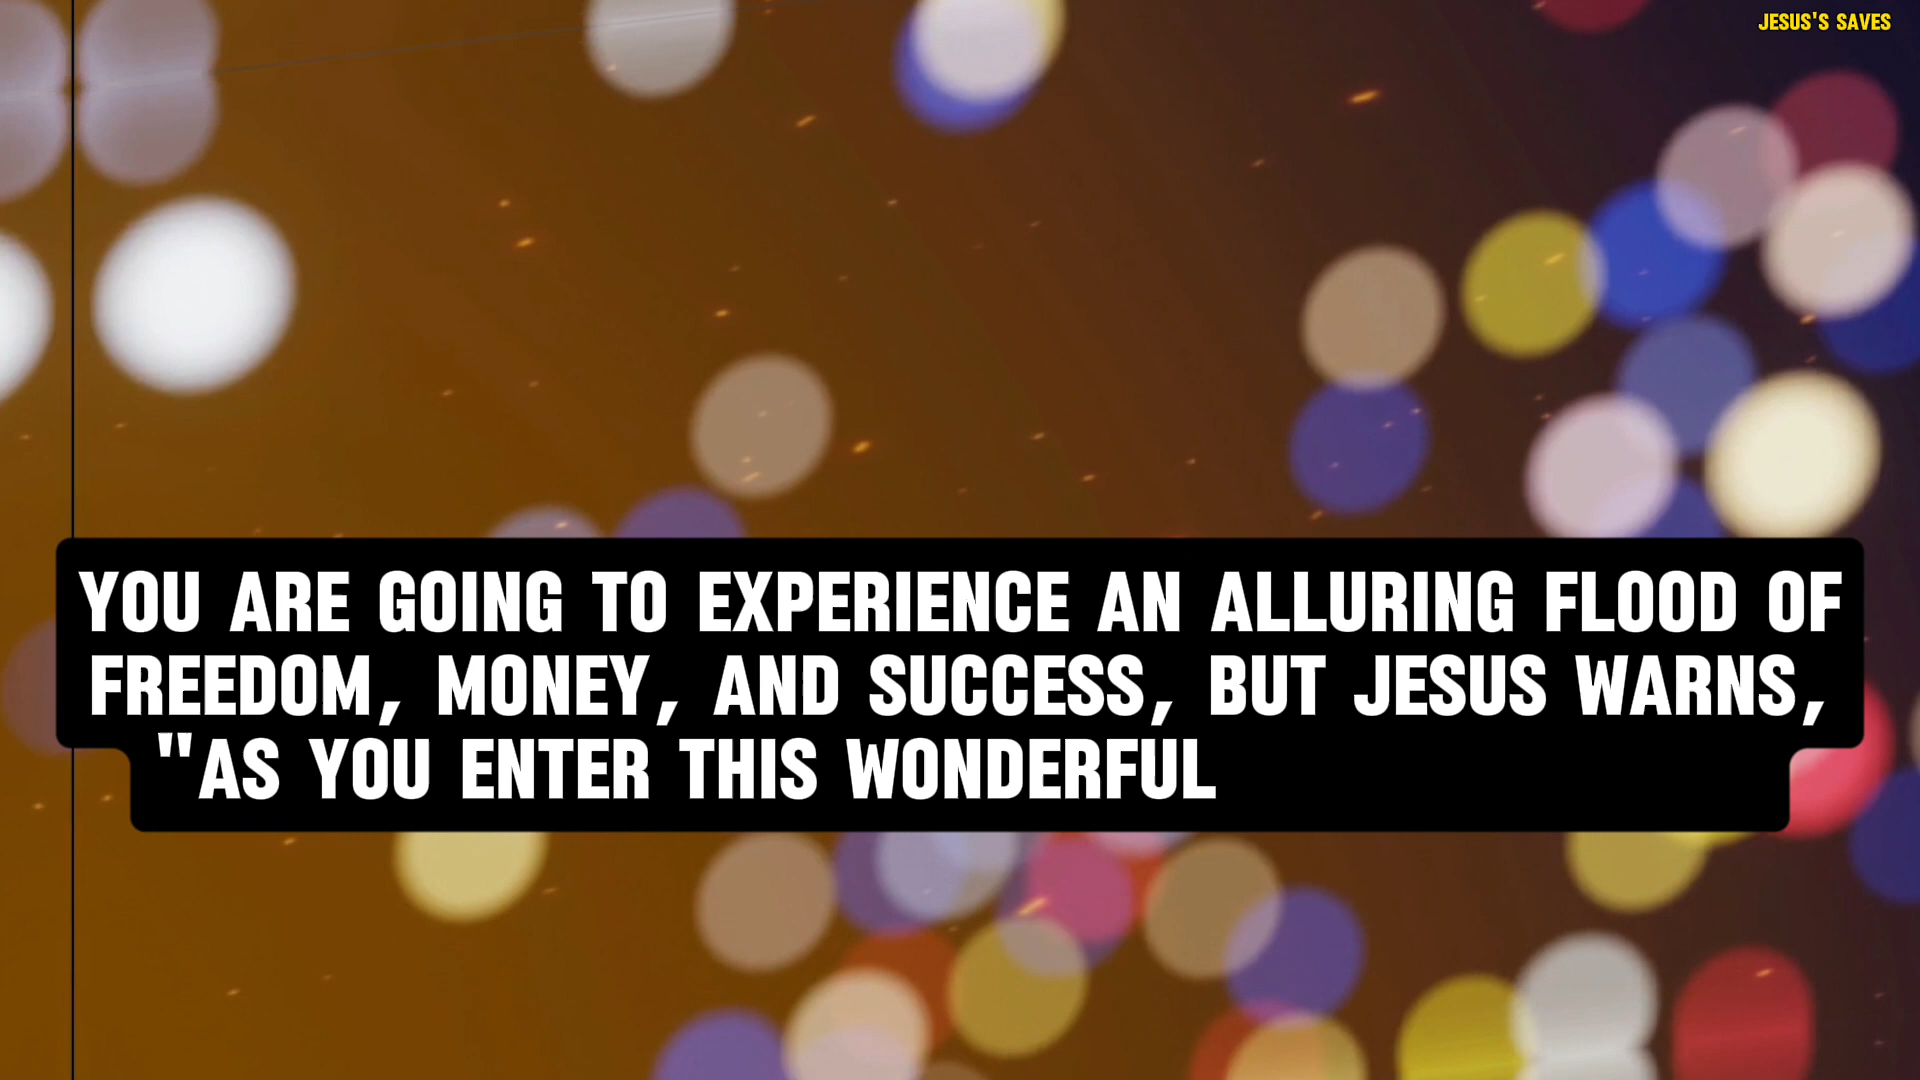 JESUS'S SAVES
YOU ARE GOING TO EXPERIENCE AN ALLURING FLOOD OF
FREEDOM, MONEY, AND SUCCESS, BUT JESUS WARNS,
"AS YOU ENTER THIS WONDERFUL